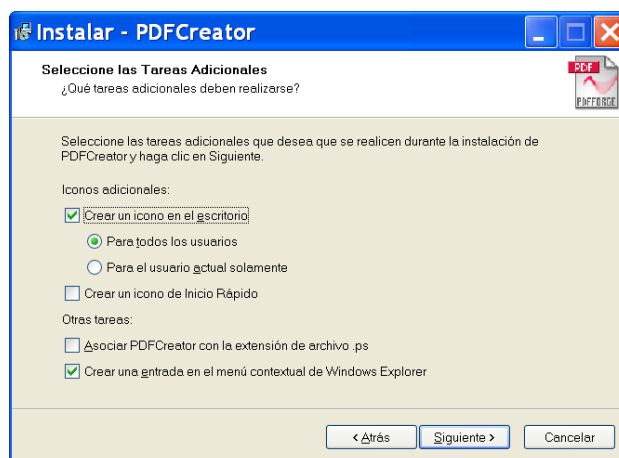 Instalar - PDFCreator
Seleccione las Tareas Adicionales
¿Qué tareas adicionales deben realizarse?
PDF
PDFFORGE
Seleccione las tareas adicionales que desea que se realicen durante la instalación de
PDFCreator y haga clic en Siguiente.
Iconos adicionales:
Crear un icono en el escritorio
Para todos los usuarios
Para el usuario actual solamente
Crear un icono de Inicio Rápido
Otras tareas:
Asociar PDFCreator con la extensión de archivo .ps
Crear una entrada en el menú contextual de Windows Explorer
< Atrás
Siguiente >
Cancelar